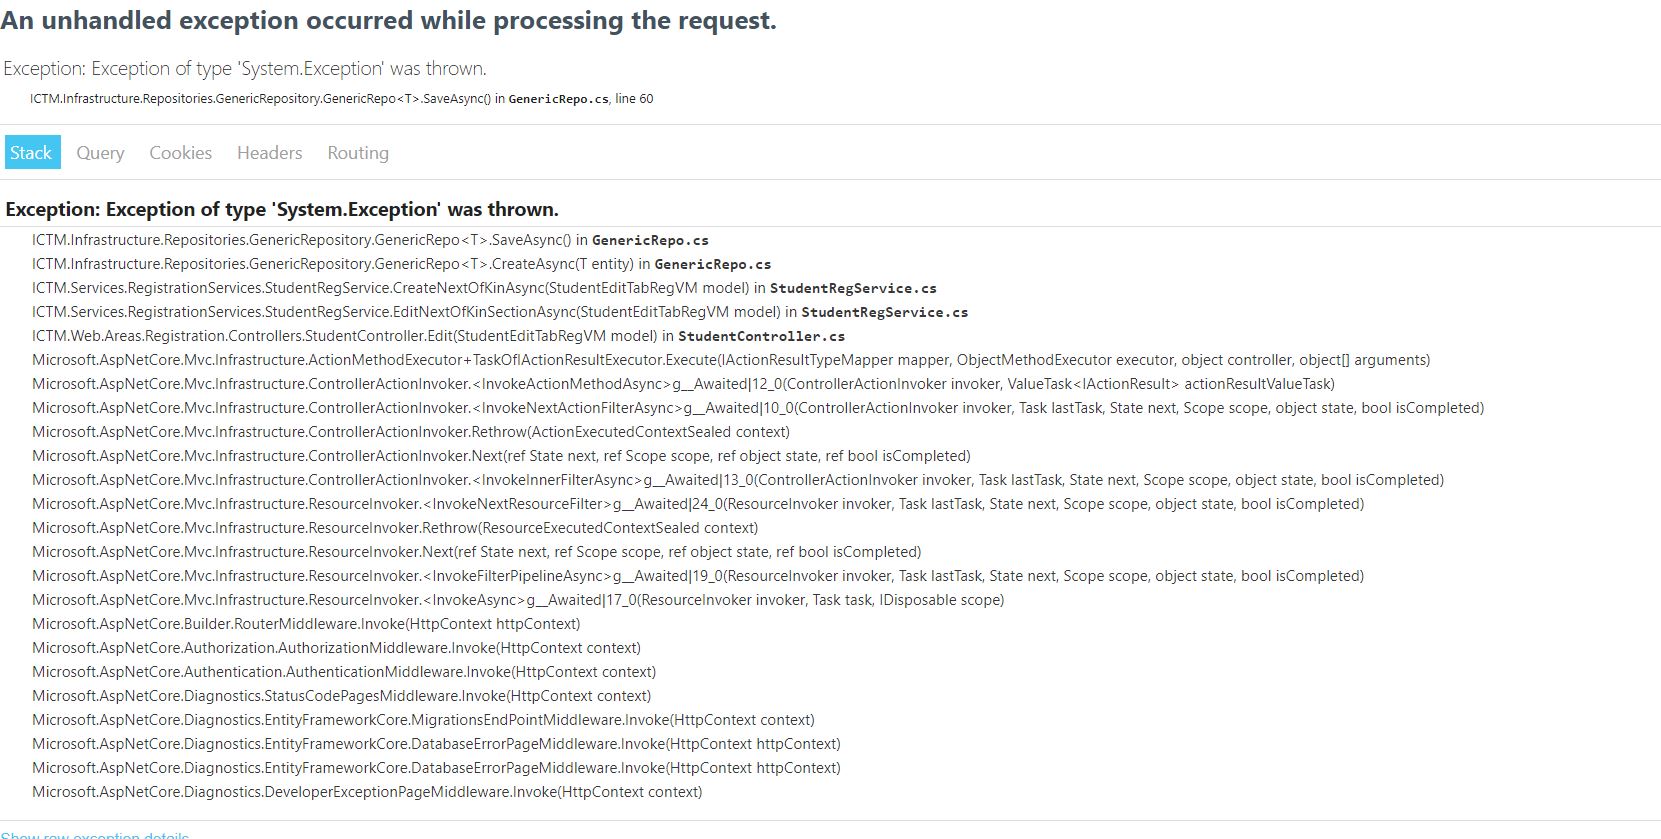 An unhandled exception occurred while processing the request.
Exception: Exception of type 'System.Exception' was thrown.
ICTM.Infrastructure.Repositories.GenericRepository.GenericRepo<T>.SaveAsync() in GenericRepo.cs, line 60
Stack Query Cookies Headers Routing
Exception: Exception of type 'System.Exception' was thrown.
ICTM.Infrastructure.Repositories.GenericRepository.GenericRepo<T>.SaveAsync() in GenericRepo.cs
ICTM.Infrastructure.Repositories.GenericRepository.GenericRepo<T>.CreateAsync(T entity) in GenericRepo.cs
ICTM.Services.RegistrationServices.StudentRegService.CreateNextOfKinAsync(StudentEditTabRegVM model) in StudentRegService.cs
ICTM.Services.RegistrationServices.StudentRegService.EditNextOfKinSectionAsync(StudentEditTabRegVM model) in StudentRegService.cs
ICTM.Web.Areas.Registration.Controllers.StudentController.Edit(StudentEditTabRegVM model) in StudentController.cs
Microsoft.AspNetCore.Mvc.Infrastructure.ActionMethodExecutor+TaskOfIActionResultExecutor.Execute(IActionResultTypeMapper mapper, ObjectMethodExecutor executor, object controller, object[] arguments)
Microsoft.AspNetCore.Mvc.Infrastructure.ControllerActionInvoker.<InvokeActionMethodAsync>g__Awaited|12_0(ControllerActionInvoker invoker, ValueTask<IActionResult> actionResultValueTask)
Microsoft.AspNetCore.Mvc.Infrastructure.ControllerActionInvoker.<InvokeNextActionFilterAsync>g__Awaited|10_0(ControllerActionInvoker invoker, Task lastTask, State next, Scope scope, object state, bool isCompleted)
Microsoft.AspNetCore.Mvc.Infrastructure.ControllerActionInvoker.Rethrow(ActionExecutedContextSealed context)
Microsoft.AspNetCore.Mvc.Infrastructure.ControllerActionInvoker.Next(ref State next, ref Scope scope, ref object state, ref bool isCompleted)
Microsoft.AspNetCore.Mvc.Infrastructure.ControllerActionInvoker.<InvokeInnerFilterAsync>g__Awaited|13_0(ControllerActionInvoker invoker, Task lastTask, State next, Scope scope, object state, bool isCompleted)
Microsoft.AspNetCore.Mvc.Infrastructure.ResourceInvoker.<InvokeNextResourceFilter>g__Awaited|24_0(ResourceInvoker invoker, Task lastTask, State next, Scope scope, object state, bool isCompleted)
Microsoft.AspNetCore.Mvc.Infrastructure.ResourceInvoker.Rethrow(ResourceExecutedContextSealed context)
Microsoft.AspNetCore.Mvc.Infrastructure.ResourceInvoker.Next(ref State next, ref Scope scope, ref object state, ref bool isCompleted)
Microsoft.AspNetCore.Mvc.Infrastructure.ResourceInvoker.<InvokeFilterPipelineAsync>g__Awaited|19_0(ResourceInvoker invoker, Task lastTask, State next, Scope scope, object state, bool isCompleted)
Microsoft.AspNetCore.Mvc.Infrastructure.ResourceInvoker.<InvokeAsync>g__Awaited|17_0(ResourceInvoker invoker, Task task, IDisposable scope)
Microsoft.AspNetCore.Builder.RouterMiddleware.Invoke(HttpContext httpContext)
Microsoft.AspNetCore.Authorization.AuthorizationMiddleware.Invoke(HttpContext context)
Microsoft.AspNetCore.Authentication.AuthenticationMiddleware.Invoke(HttpContext context)
Microsoft.AspNetCore.Diagnostics.StatusCodePagesMiddleware.Invoke(HttpContext context)
Microsoft.AspNetCore.Diagnostics.EntityFrameworkCore.MigrationsEndPointMiddleware.Invoke(HttpContext context)
Microsoft.AspNetCore.Diagnostics.EntityFrameworkCore.DatabaseErrorPageMiddleware.Invoke(HttpContext httpContext)
Microsoft.AspNetCore.Diagnostics.EntityFrameworkCore.DatabaseErrorPageMiddleware.Invoke(HttpContext httpContext)
Microsoft.AspNetCore.Diagnostics.DeveloperExceptionPageMiddleware.Invoke(HttpContext context)
Show raw exception details